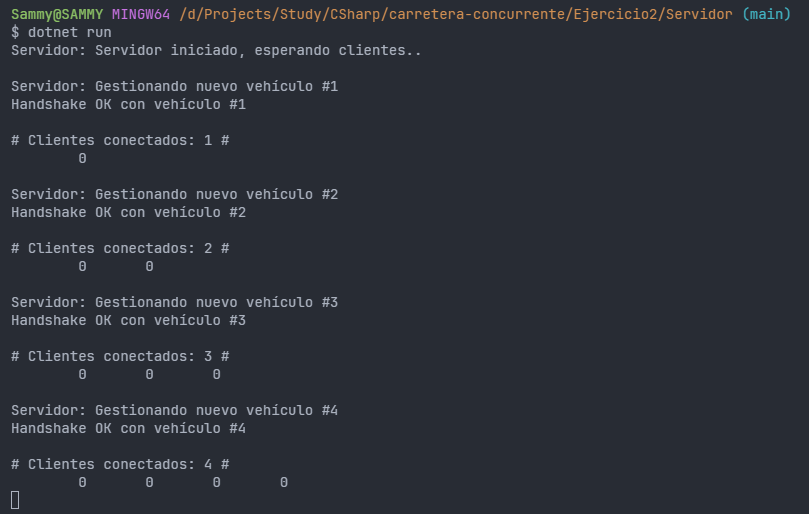 Sammy@SAMMY MINGW64 /d/Projects/Study/CSharp/carretera-concurrente/Ejercicio2/Servidor (main)
$ dotnet run
Servidor: Servidor iniciado, esperando clientes..
Servidor: Gestionando nuevo vehículo #1
Handshake OK con vehículo #1
# Clientes conectados: 1 #
0
Servidor: Gestionando nuevo vehículo #2
Handshake OK con vehículo #2
# Clientes conectados: 2 #
0 0
Servidor: Gestionando nuevo vehículo #3
Handshake OK con vehículo #3
# Clientes conectados: 3 #
0 0 0
Servidor: Gestionando nuevo vehículo #4
Handshake OK con vehículo #4
# Clientes conectados: 4 #
0 0 0 0